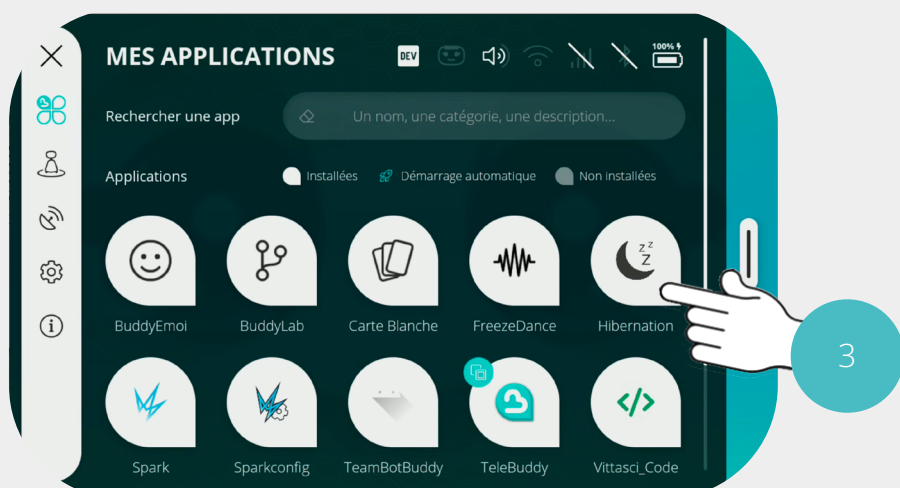 MES APPLICATIONS
DEV
100%
Rechercher une app
Un nom, une catégorie, une description...
Applications
Installées
Démarrage automatique
Non installées
z z
Z
BuddyEmoi
BuddyLab
Carte Blanche
FreezeDance
Hibernation
3
</>
Spark
Sparkconfig
TeamBotBuddy
TeleBuddy
Vittasci_Code